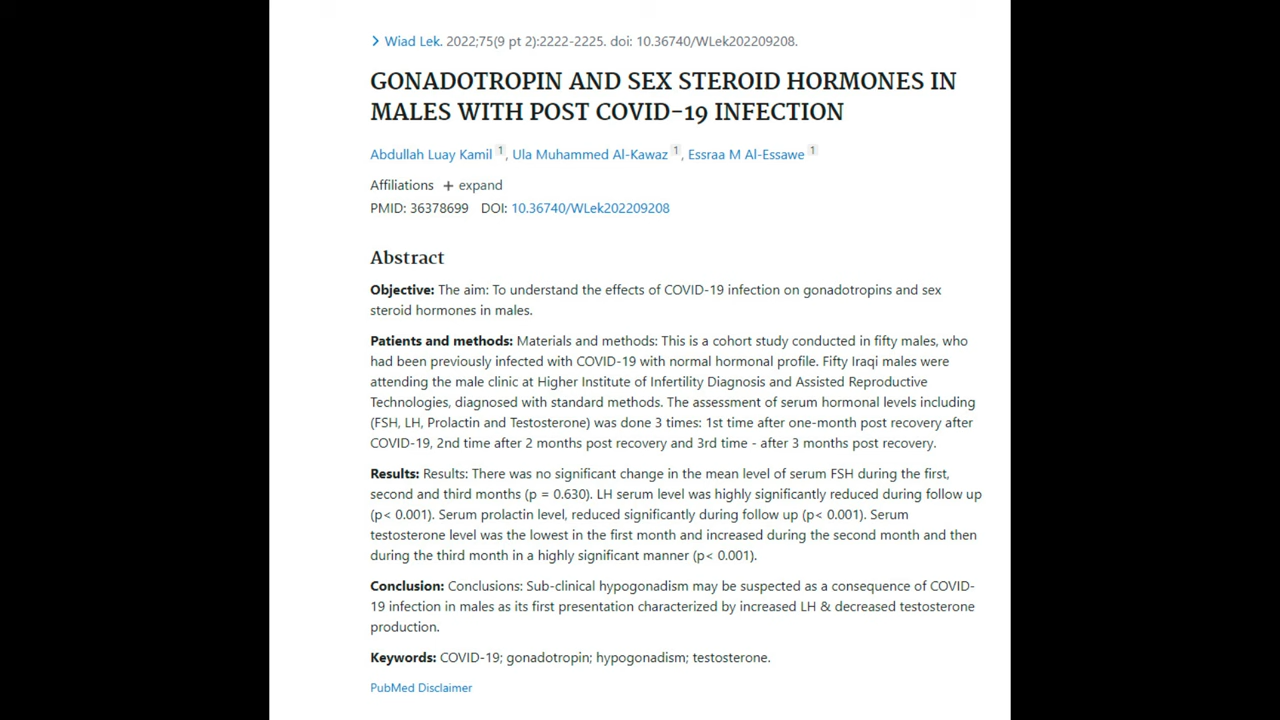 Wiad Lek. 2022;75(9 pt 2):2222-2225. doi: 10.36740/WLek202209208.
GONADOTROPIN AND SEX STEROID HORMONES IN
MALES WITH POST COVID-19 INFECTION
Abdullah Luay Kamil 1, Ula Muhammed Al-Kawaz 1, Essraa M Al-Essawe 1
Affiliations + expand
PMID: 36378699 DOI: 10.36740/WLek202209208
Abstract
Objective: The aim: To understand the effects of COVID-19 infection on gonadotropins and sex
steroid hormones in males.
Patients and methods: Materials and methods: This is a cohort study conducted in fifty males, who
had been previously infected with COVID-19 with normal hormonal profile. Fifty Iraqi males were
attending the male clinic at Higher Institute of Infertility Diagnosis and Assisted Reproductive
Technologies, diagnosed with standard methods. The assessment of serum hormonal levels including
(FSH, LH, Prolactin and Testosterone) was done 3 times: 1st time after one-month post recovery after
COVID-19, 2nd time after 2 months post recovery and 3rd time - after 3 months post recovery.
Results: Results: There was no significant change in the mean level of serum FSH during the first,
second and third months (p = 0.630). LH serum level was highly significantly reduced during follow up
(p< 0.001). Serum prolactin level, reduced significantly during follow up (p< 0.001). Serum
testosterone level was the lowest in the first month and increased during the second month and then
during the third month in a highly significant manner (p< 0.001).
Conclusion: Conclusions: Sub-clinical hypogonadism may be suspected as a consequence of COVID-
19 infection in males as its first presentation characterized by increased LH & decreased testosterone
production.
Keywords: COVID-19; gonadotropin; hypogonadism; testosterone.
PubMed Disclaimer